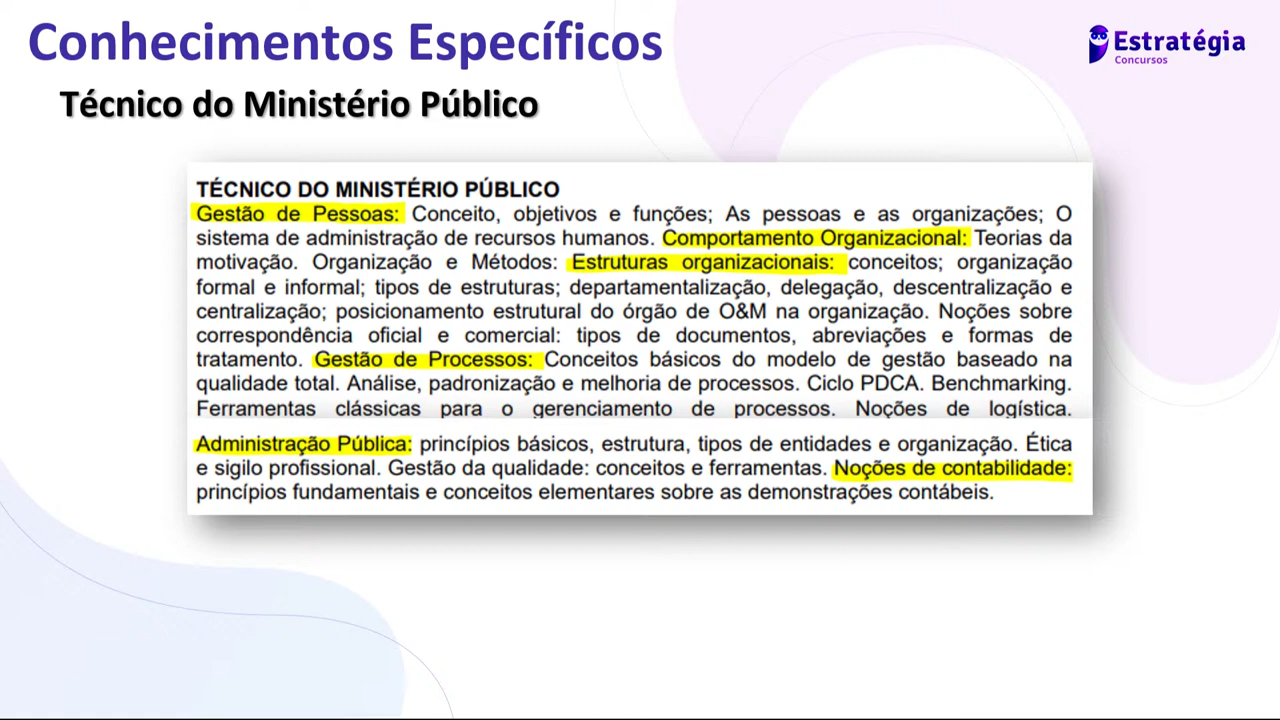 Conhecimentos Específicos
Estratégia
Concursos
Técnico do Ministério Público
TÉCNICO DO MINISTÉRIO PÚBLICO
Gestão de Pessoas: Conceito, objetivos e funções; As pessoas e as organizações; O
sistema de administração de recursos humanos. Comportamento Organizacional: Teorias da
motivação. Organização e Métodos: Estruturas organizacionais: conceitos; organização
formal e informal; tipos de estruturas; departamentalização, delegação, descentralização e
centralização; posicionamento estrutural do órgão de O&M na organização. Noções sobre
correspondência oficial e comercial: tipos de documentos, abreviações e formas de
tratamento. Gestão de Processos: Conceitos básicos do modelo de gestão baseado na
qualidade total. Análise, padronização e melhoria de processos. Ciclo PDCA. Benchmarking.
Ferramentas clássicas para o gerenciamento de processos. Noções de logística.
Administração Pública: princípios básicos, estrutura, tipos de entidades e organização. Ética
e sigilo profissional. Gestão da qualidade: conceitos e ferramentas. Noções de contabilidade:
princípios fundamentais e conceitos elementares sobre as demonstrações contábeis.